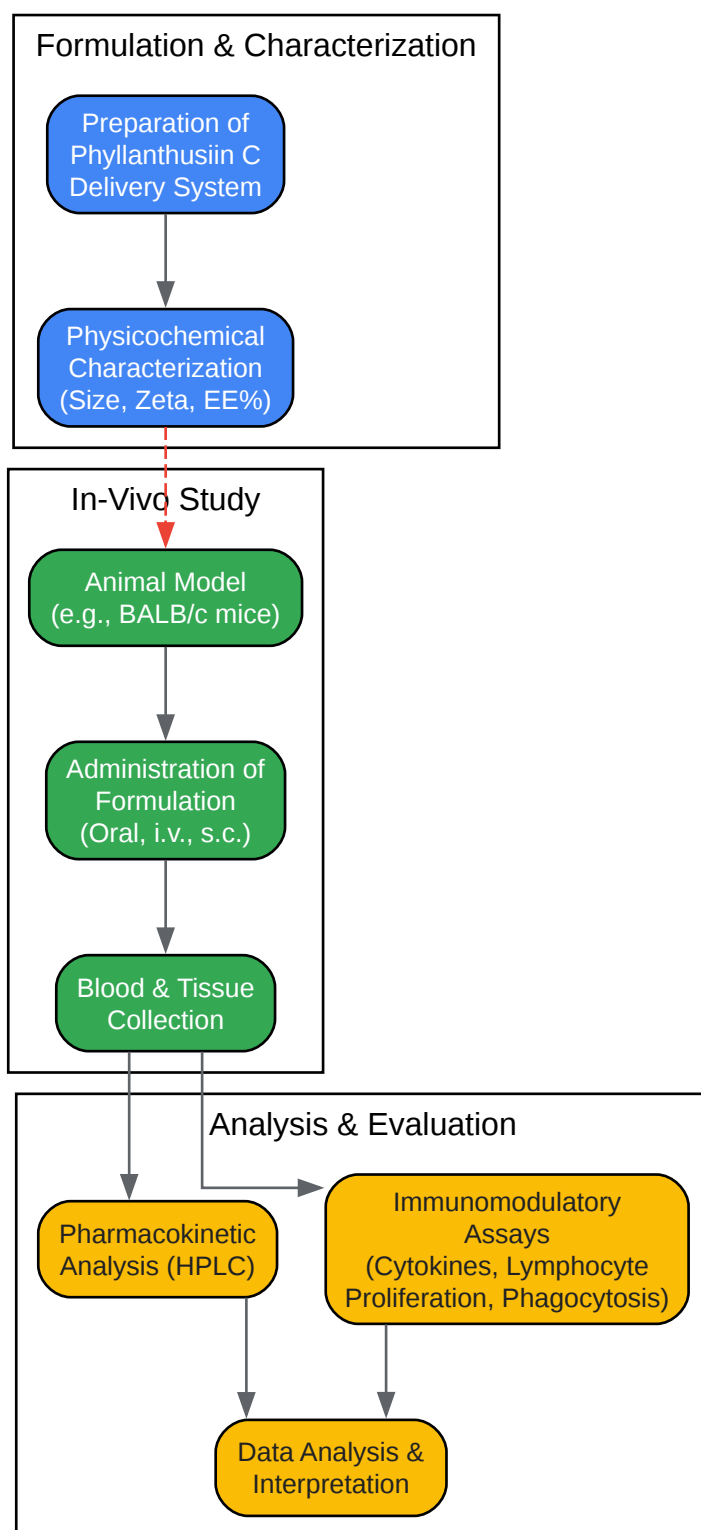 Formulation & Characterization
Preparation of
Phyllanthusiin C
Delivery System
Physicochemical
Characterization
(Size, Zeta, EE%)
In-Vivo Study
Animal Model
(e.g., BALB/c mice)
Administration of
Formulation
(Oral, i.v., s.c.)
Blood & Tissue
Collection
Analysis & Evaluation
Pharmacokinetic
Analysis (HPLC)
Immunomodulatory
Assays
(Cytokines, Lymphocyte
Proliferation, Phagocytosis)
Data Analysis &
Interpretation